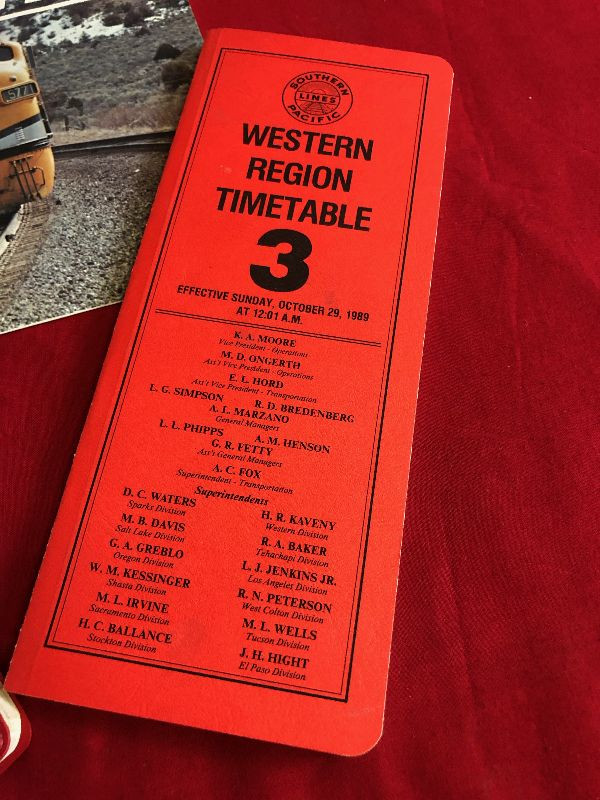 5771
SOUTHERN
LINES
PACIFIC
WESTERN
REGION
TIMETABLE
3
EFFECTIVE SUNDAY, OCTOBER 29, 1989
AT 12:01 A.M.
K. A. MOORE
Vice President - Operations
M. D. ONGERTH
Ass't Vice President - Operations
E. L. HORD
Ass't Vice President - Transportation
L. G. SIMPSON R. D. BREDENBERG
A. L. MARZANO
General Managers
L. L. PHIPPS A. M. HENSON
G. R. FETTY
Ass't General Managers
A. C. FOX
Superintendent - Transportation
Superintendents
D. C. WATERS
Sparks Division
M. B. DAVIS
Salt Lake Division
G. A. GREBLO
Oregon Division
W. M. KESSINGER
Shasta Division
M. L. IRVINE
Sacramento Division
H. C. BALLANCE
Stockton Division
H. R. KAVENY
Western Division
R. A. BAKER
Tehachapi Division
L. J. JENKINS JR.
Los Angeles Division
R. N. PETERSON
West Colton Division
M. L. WELLS
Tucson Division
J. H. HIGHT
El Paso Division